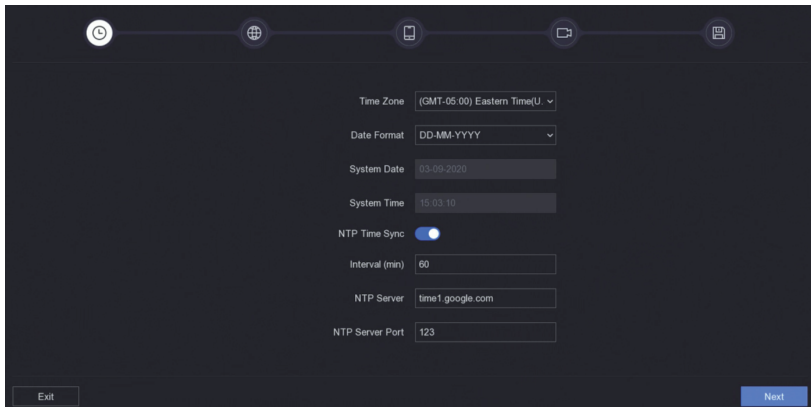 Time Zone (GMT-05:00) Eastern Time(U.
Date Format DD-MM-YYYY
System Date 03-09-2020
System Time 15:03:10
NTP Time Sync
Interval (min) 60
NTP Server time1.google.com
NTP Server Port 123
Exit Next